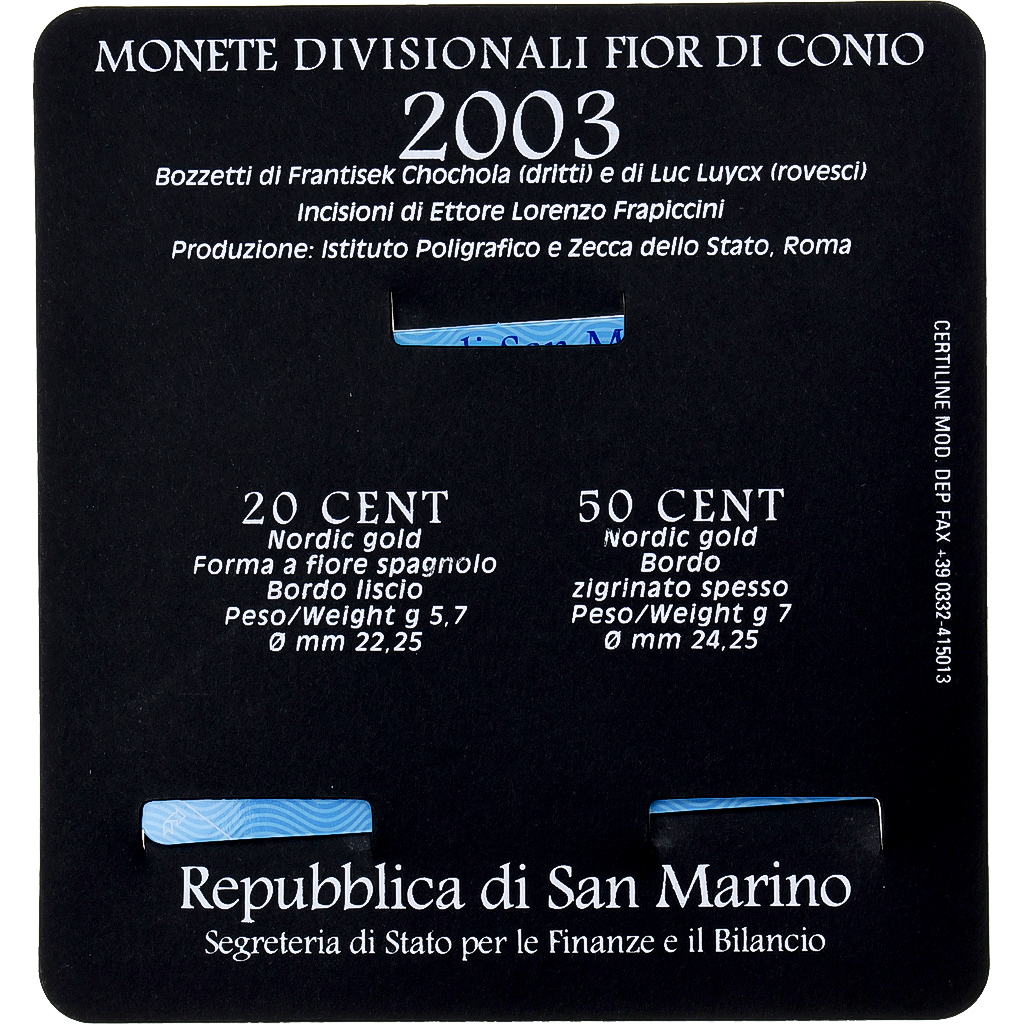 MONETE DIVISIONALI FIOR DI CONIO
2003
Bozzetti di Frantisek Chochola (dritti) e di Luc Luycx (rovesci)
Incisioni di Ettore Lorenzo Frapiccini
Produzione: Istituto Poligrafico e Zecca dello Stato, Roma
di San M
20 CENT
Nordic gold
Forma a fiore spagnolo
Bordo liscio
Peso/Weight g 5,7
Ø mm 22,25
50 CENT
Nordic gold
Bordo
zigrinato spesso
Peso/Weight g 7
Ø mm 24,25
CERTILINE MOD. DEP FAX +39 0332-415013
Repubblica di San Marino
Segreteria di Stato per le Finanze e il Bilancio